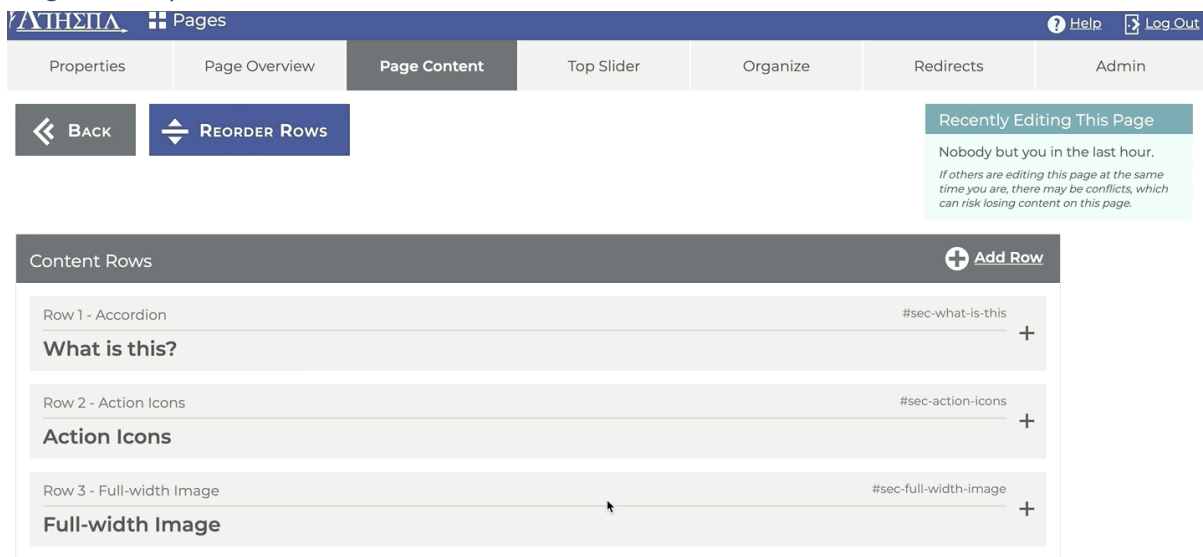 ATHENA Pages Help Log Out
Properties Page Overview Page Content Top Slider Organize Redirects Admin
BACK REORDER ROWS
Recently Editing This Page
Nobody but you in the last hour.
If others are editing this page at the same
time you are, there may be conflicts, which
can risk losing content on this page.
Content Rows Add Row
Row 1 - Accordion #sec-what-is-this
What is this?
Row 2 - Action Icons #sec-action-icons
Action Icons
Row 3 - Full-width Image #sec-full-width-image
Full-width Image